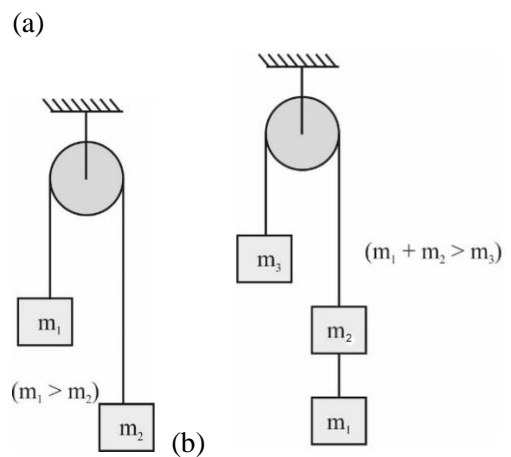 (a)
m₃
(m₁ + m₂ > m₃)
m₁
m₂
(m₁ > m₂)
m₂
(b)
m₁